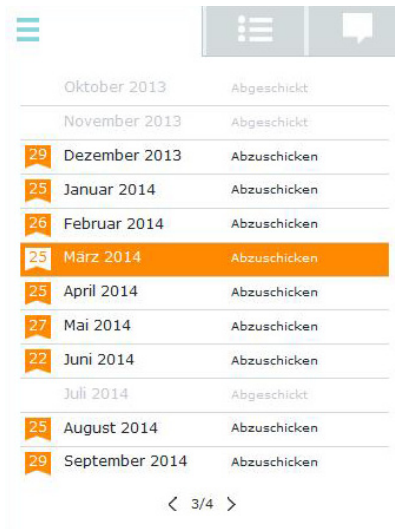 Oktober 2013 Abgeschickt
November 2013 Abgeschickt
29 Dezember 2013 Abzuschicken
25 Januar 2014 Abzuschicken
26 Februar 2014 Abzuschicken
25 März 2014 Abzuschicken
25 April 2014 Abzuschicken
27 Mai 2014 Abzuschicken
22 Juni 2014 Abzuschicken
Juli 2014 Abgeschickt
25 August 2014 Abzuschicken
29 September 2014 Abzuschicken
< 3/4 >